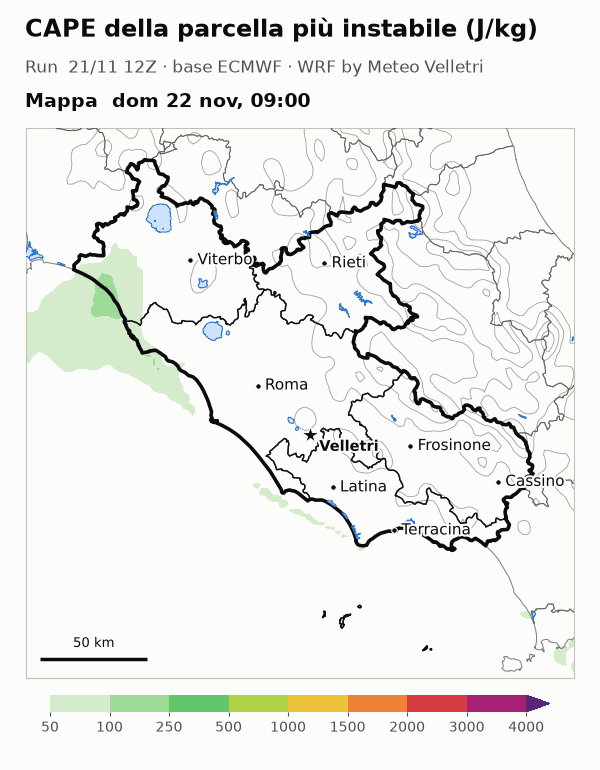 CAPE della parcella più instabile (J/kg)
Run  21/11 12Z · base ECMWF · WRF by Meteo Velletri
Mappa  dom 22 nov, 09:00
Viterbo
Rieti
Roma
Velletri
Frosinone
Cassino
Latina
Terracina
50 km
50 100 250 500 1000 1500 2000 3000 4000